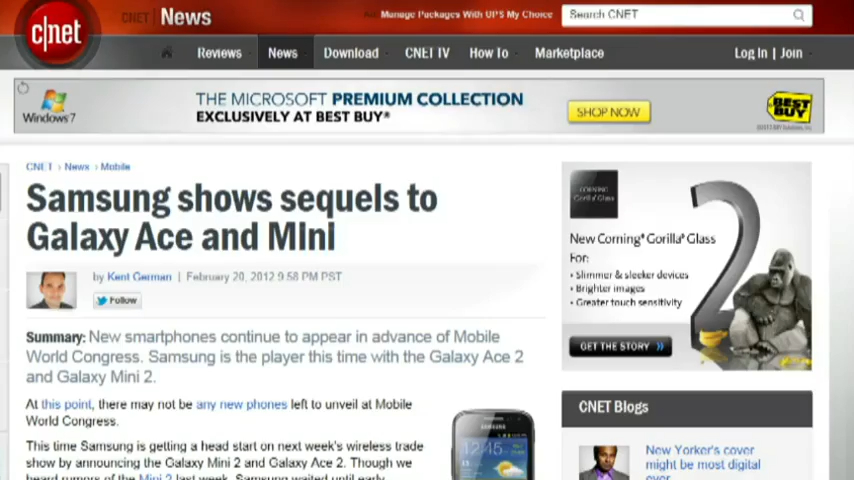 c|net
CNET
News
Manage Packages With UPS My Choice
Search CNET
Reviews
News
Download
CNET TV
How To
Marketplace
Log In | Join
Windows 7
THE MICROSOFT PREMIUM COLLECTION
EXCLUSIVELY AT BEST BUY®
SHOP NOW
BEST
BUY
CNET > News > Mobile
Samsung shows sequels to
Galaxy Ace and Mini
by Kent German | February 20, 2012 9:58 PM PST
Follow
Summary: New smartphones continue to appear in advance of Mobile
World Congress. Samsung is the player this time with the Galaxy Ace 2
and Galaxy Mini 2.
At this point, there may not be any new phones left to unveil at Mobile
World Congress.
This time Samsung is getting a head start on next week's wireless trade
show by announcing the Galaxy Mini 2 and Galaxy Ace 2. Though we
heard rumors of the Mini 2 last week, Samsung waited until early
SAMSUNG
12:45
CORNING
Gorilla Glass
2
New Corning® Gorilla® Glass
For:
• Slimmer & sleeker devices
• Brighter images
• Greater touch sensitivity
GET THE STORY »
CNET Blogs
New Yorker's cover
might be most digital
ever